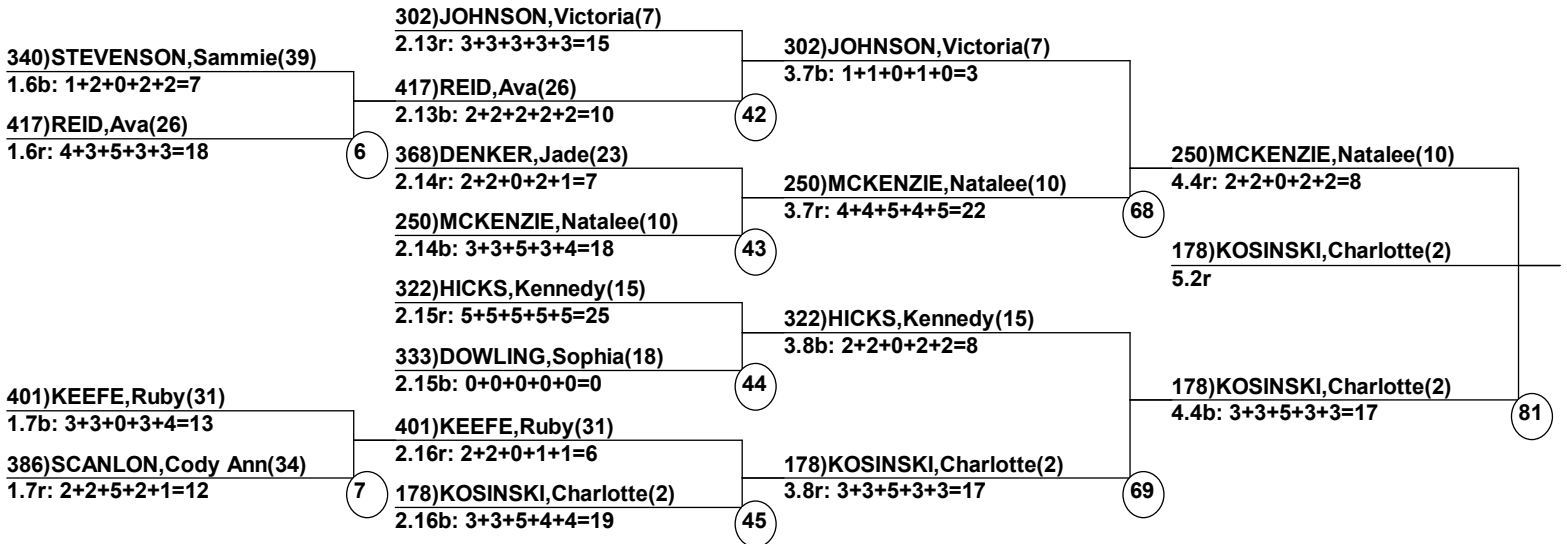 340)STEVENSON,Sammie(39)
1.6b: 1+2+0+2+2=7
417)REID,Ava(26)
1.6r: 4+3+5+3+3=18
6
401)KEEFE,Ruby(31)
1.7b: 3+3+0+3+4=13
386)SCANLON,Cody Ann(34)
1.7r: 2+2+5+2+1=12
7
302)JOHNSON,Victoria(7)
2.13r: 3+3+3+3+3=15
417)REID,Ava(26)
2.13b: 2+2+2+2+2=10
42
368)DENKER,Jade(23)
2.14r: 2+2+0+2+1=7
250)MCKENZIE,Natalee(10)
2.14b: 3+3+5+3+4=18
43
322)HICKS,Kennedy(15)
2.15r: 5+5+5+5+5=25
333)DOWLING,Sophia(18)
2.15b: 0+0+0+0+0=0
44
401)KEEFE,Ruby(31)
2.16r: 2+2+0+1+1=6
178)KOSINSKI,Charlotte(2)
2.16b: 3+3+5+4+4=19
45
302)JOHNSON,Victoria(7)
3.7b: 1+1+0+1+0=3
250)MCKENZIE,Natalee(10)
3.7r: 4+4+5+4+5=22
68
322)HICKS,Kennedy(15)
3.8b: 2+2+0+2+2=8
178)KOSINSKI,Charlotte(2)
3.8r: 3+3+5+3+3=17
69
250)MCKENZIE,Natalee(10)
4.4r: 2+2+0+2+2=8
178)KOSINSKI,Charlotte(2)
5.2r
178)KOSINSKI,Charlotte(2)
4.4b: 3+3+5+3+3=17
81